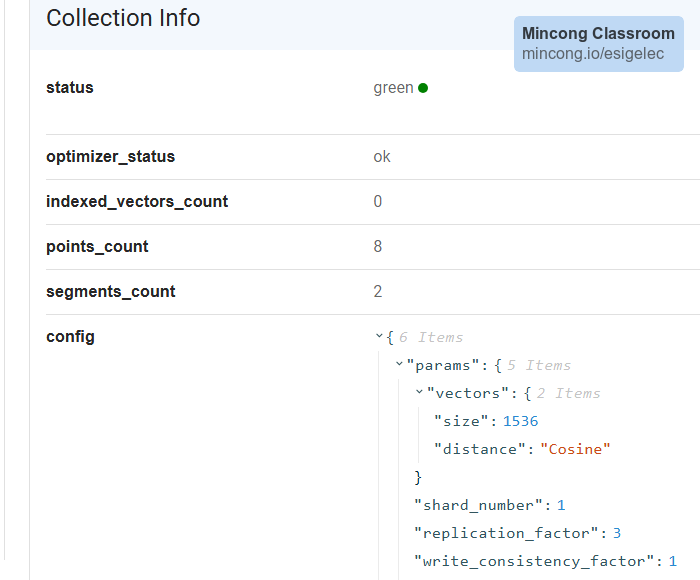 Collection Info
Mincong Classroom
mincong.io/esigelec
status green
optimizer_status ok
indexed_vectors_count 0
points_count 8
segments_count 2
config { 6 Items
"params": { 5 Items
"vectors": { 2 Items
"size": 1536
"distance": "Cosine"
}
"shard_number": 1
"replication_factor": 3
"write_consistency_factor": 1